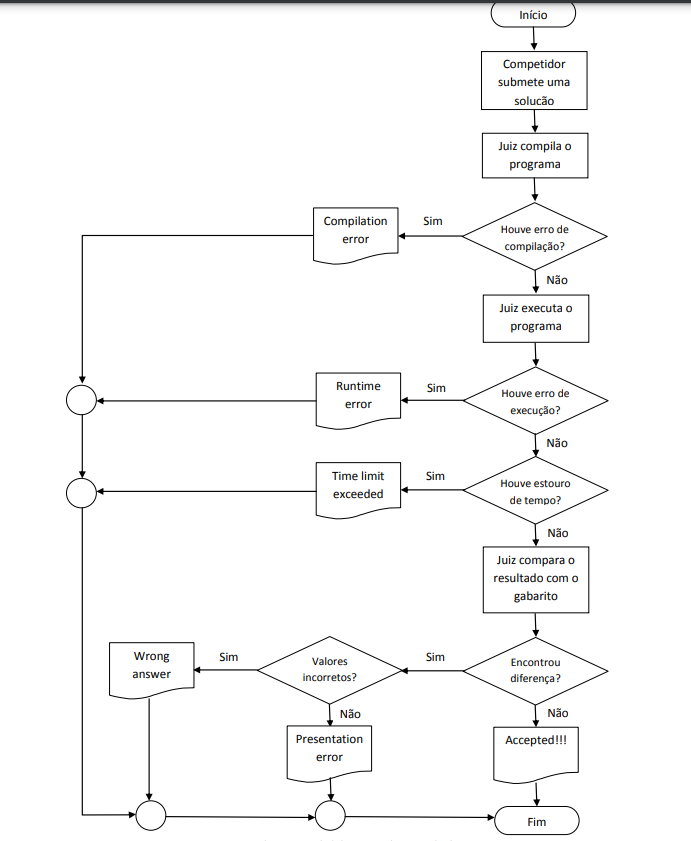 Início
Competidor
submete uma
solução
Juiz compila o
programa
Houve erro de
compilação?
Sim
Compilation
error
Não
Juiz executa o
programa
Houve erro de
execução?
Sim
Runtime
error
Não
Houve estouro
de tempo?
Sim
Time limit
exceeded
Não
Juiz compara o
resultado com o
gabarito
Encontrou
diferença?
Sim
Valores
incorretos?
Sim
Wrong
answer
Não
Presentation
error
Não
Accepted!!!
Fim